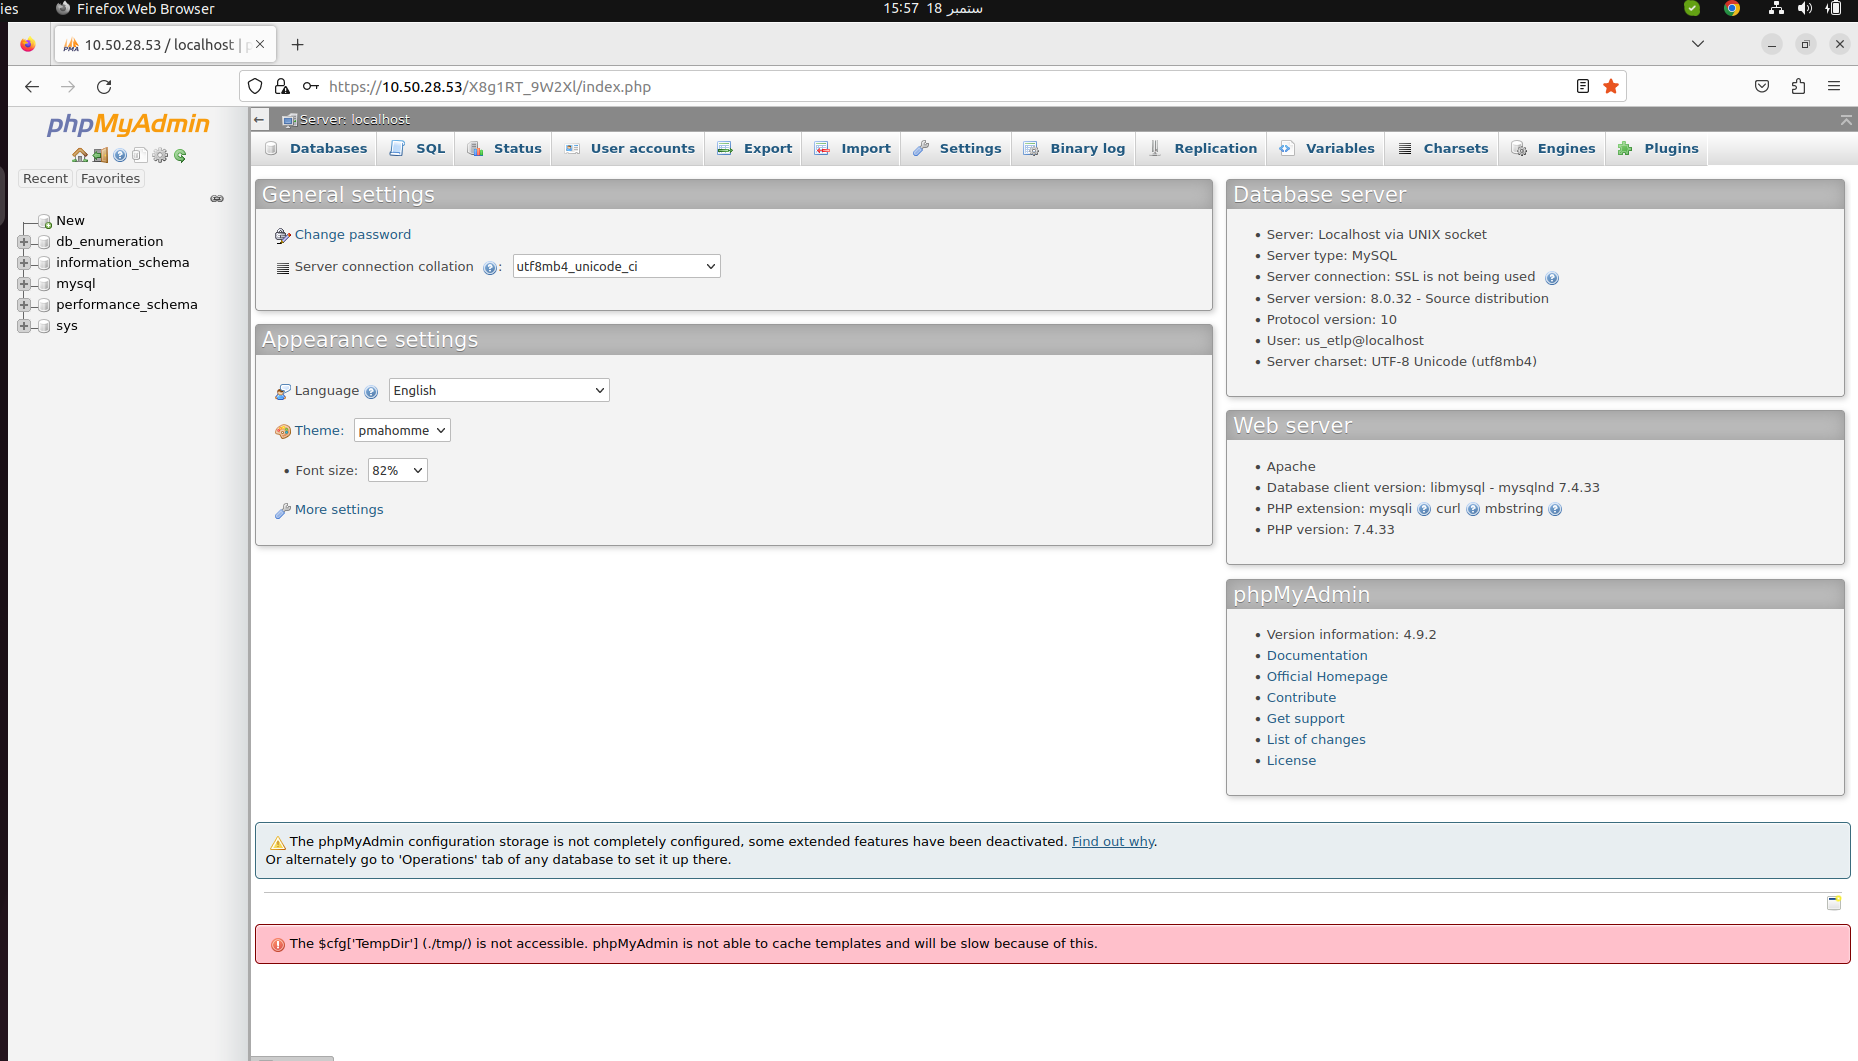 ies
Firefox Web Browser
15:57 18 ستمبر
PMA
10.50.28.53 / localhost |
https://10.50.28.53/X8g1RT_9W2Xl/index.php
phpMyAdmin
Recent
Favorites
New
db_enumeration
information_schema
mysql
performance_schema
sys
Server: localhost
Databases
SQL
Status
User accounts
Export
Import
Settings
Binary log
Replication
Variables
Charsets
Engines
Plugins
General settings
Change password
Server connection collation :
utf8mb4_unicode_ci
Appearance settings
Language
English
Theme:
pmahomme
• Font size:
82%
More settings
Database server
• Server: Localhost via UNIX socket
• Server type: MySQL
• Server connection: SSL is not being used
• Server version: 8.0.32 - Source distribution
• Protocol version: 10
• User: us_etlp@localhost
• Server charset: UTF-8 Unicode (utf8mb4)
Web server
• Apache
• Database client version: libmysql - mysqlnd 7.4.33
• PHP extension: mysqli curl mbstring
• PHP version: 7.4.33
phpMyAdmin
• Version information: 4.9.2
• Documentation
• Official Homepage
• Contribute
• Get support
• List of changes
• License
The phpMyAdmin configuration storage is not completely configured, some extended features have been deactivated. Find out why.
Or alternately go to 'Operations' tab of any database to set it up there.
The $cfg['TempDir'] (./tmp/) is not accessible. phpMyAdmin is not able to cache templates and will be slow because of this.